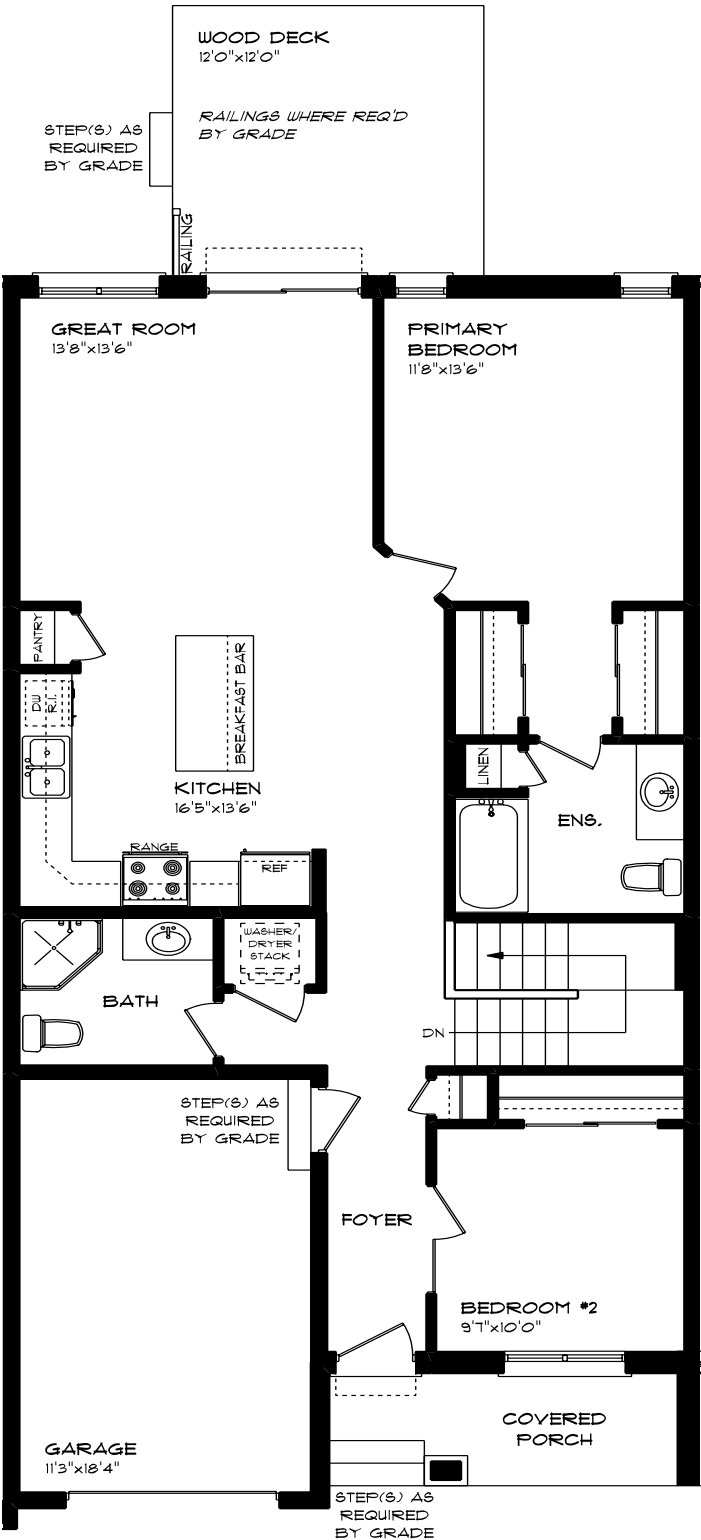 WOOD DECK
12'0"x12'0"
RAILINGS WHERE REQ'D
BY GRADE
STEP(S) AS
REQUIRED
BY GRADE
RAILING
GREAT ROOM
13'8"x13'6"
PRIMARY
BEDROOM
11'8"x13'6"
PANTRY
DW
R.I.
BREAKFAST BAR
KITCHEN
16'5"x13'6"
LINEN
ENS.
RANGE
REF
WASHER/
DRYER
STACK
BATH
DN
STEP(S) AS
REQUIRED
BY GRADE
FOYER
BEDROOM #2
9'7"x10'0"
COVERED
PORCH
GARAGE
11'3"x18'4"
STEP(S) AS
REQUIRED
BY GRADE